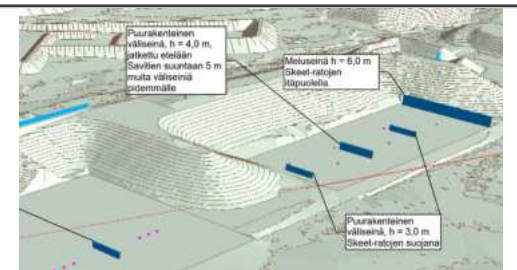 Puurakenteinen
väliseinä, h = 4,0 m,
jatkettu etelään
Savitien suuntaan 5 m
muita väliseiniä
pidemmälle
Meluseinä h = 6,0 m
Skeet-ratojen
itäpuolella.
Puurakenteinen
väliseinä, h = 3,0 m
Skeet-ratojen suojana